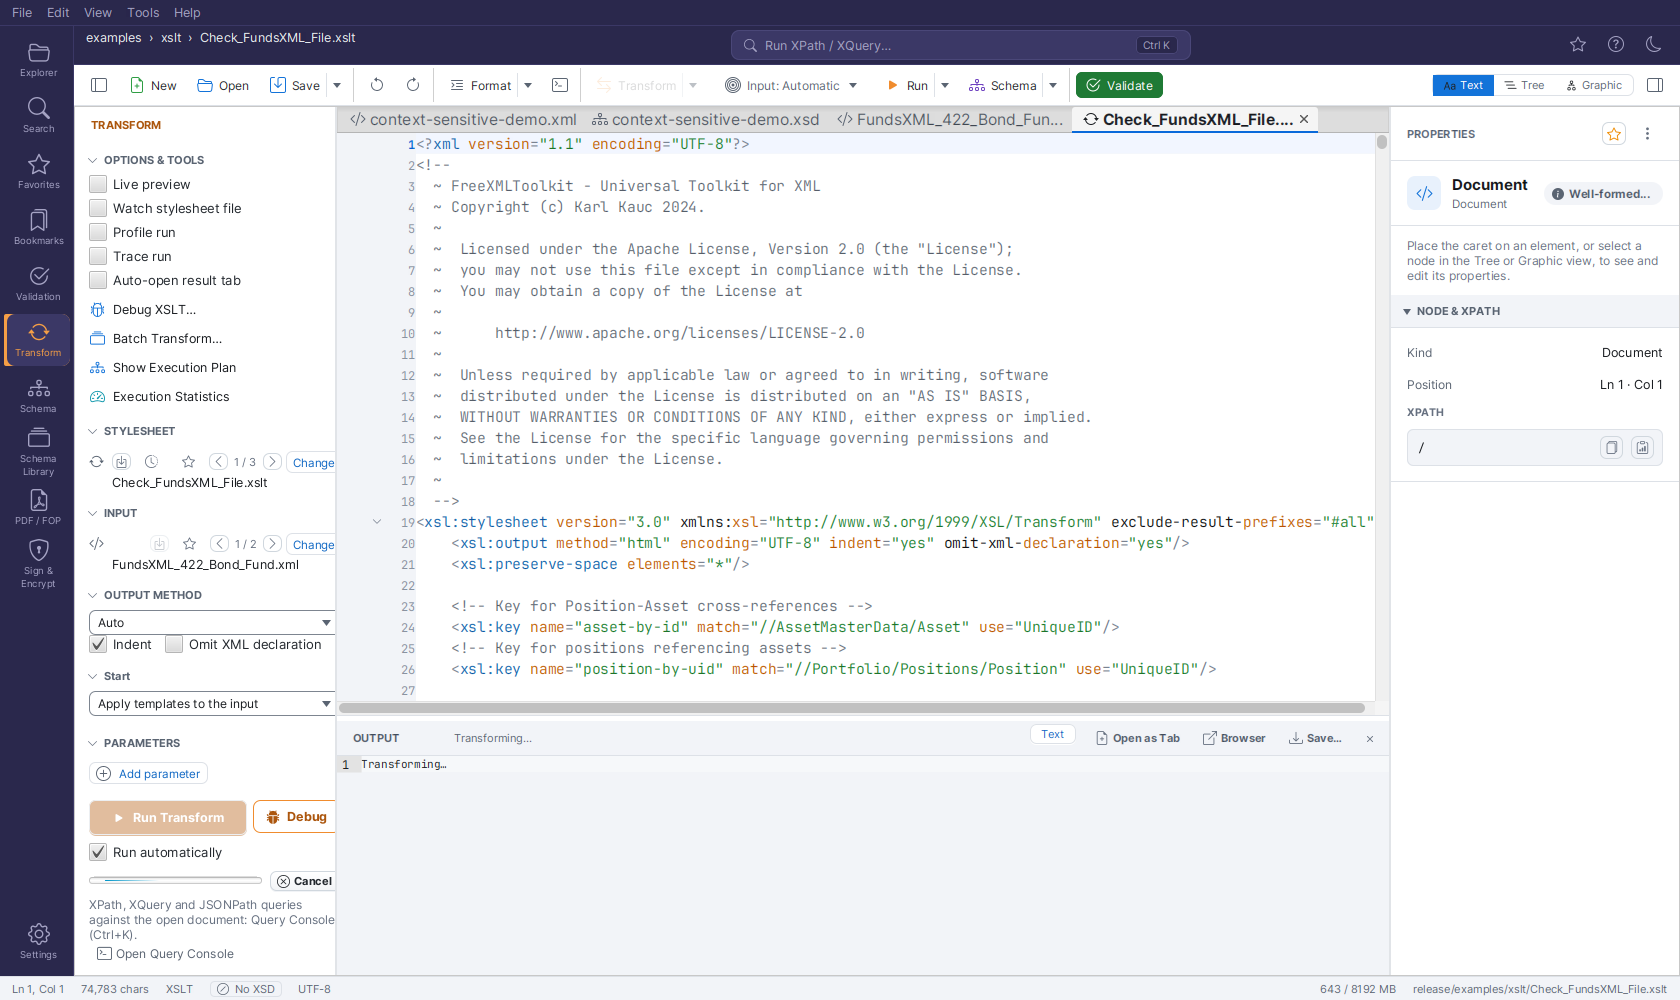 File Edit View Tools Help
examples › xslt › Check_FundsXML_File.xslt
Run XPath / XQuery... Ctrl K
New Open Save Format Transform Input: Automatic Run Schema Validate Aa Text Tree Graphic
Explorer
Search
Favorites
Bookmarks
Validation
Transform
Schema
Schema
Library
PDF / FOP
Sign &
Encrypt
Settings
TRANSFORM
OPTIONS & TOOLS
Live preview
Watch stylesheet file
Profile run
Trace run
Auto-open result tab
Debug XSLT...
Batch Transform...
Show Execution Plan
Execution Statistics
STYLESHEET
1 / 3 Change
Check_FundsXML_File.xslt
INPUT
1 / 2 Change
FundsXML_422_Bond_Fund.xml
OUTPUT METHOD
Auto
Indent Omit XML declaration
Start
Apply templates to the input
PARAMETERS
Add parameter
Run Transform Debug
Run automatically
Cancel
XPath, XQuery and JSONPath queries
against the open document: Query Console
(Ctrl+K).
Open Query Console
context-sensitive-demo.xml context-sensitive-demo.xsd FundsXML_422_Bond_Fun... Check_FundsXML_File....
1 <?xml version="1.1" encoding="UTF-8"?>
2 <!--
3 ~ FreeXMLToolkit - Universal Toolkit for XML
4 ~ Copyright (c) Karl Kauc 2024.
5 ~
6 ~ Licensed under the Apache License, Version 2.0 (the "License");
7 ~ you may not use this file except in compliance with the License.
8 ~ You may obtain a copy of the License at
9 ~
10 ~ http://www.apache.org/licenses/LICENSE-2.0
11 ~
12 ~ Unless required by applicable law or agreed to in writing, software
13 ~ distributed under the License is distributed on an "AS IS" BASIS,
14 ~ WITHOUT WARRANTIES OR CONDITIONS OF ANY KIND, either express or implied.
15 ~ See the License for the specific language governing permissions and
16 ~ limitations under the License.
17 ~
18 -->
19 <xsl:stylesheet version="3.0" xmlns:xsl="http://www.w3.org/1999/XSL/Transform" exclude-result-prefixes="#all"
20 <xsl:output method="html" encoding="UTF-8" indent="yes" omit-xml-declaration="yes"/>
21 <xsl:preserve-space elements="*"/>
22
23 <!-- Key for Position-Asset cross-references -->
24 <xsl:key name="asset-by-id" match="//AssetMasterData/Asset" use="UniqueID"/>
25 <!-- Key for positions referencing assets -->
26 <xsl:key name="position-by-uid" match="//Portfolio/Positions/Position" use="UniqueID"/>
27
OUTPUT Transforming... Text Open as Tab Browser Save...
1 Transforming…
PROPERTIES
Document
Document
Well-formed...
Place the caret on an element, or select a
node in the Tree or Graphic view, to see and
edit its properties.
NODE & XPATH
Kind Document
Position Ln 1 · Col 1
XPATH
/
Ln 1, Col 1 74,783 chars XSLT No XSD UTF-8 643 / 8192 MB release/examples/xslt/Check_FundsXML_File.xslt